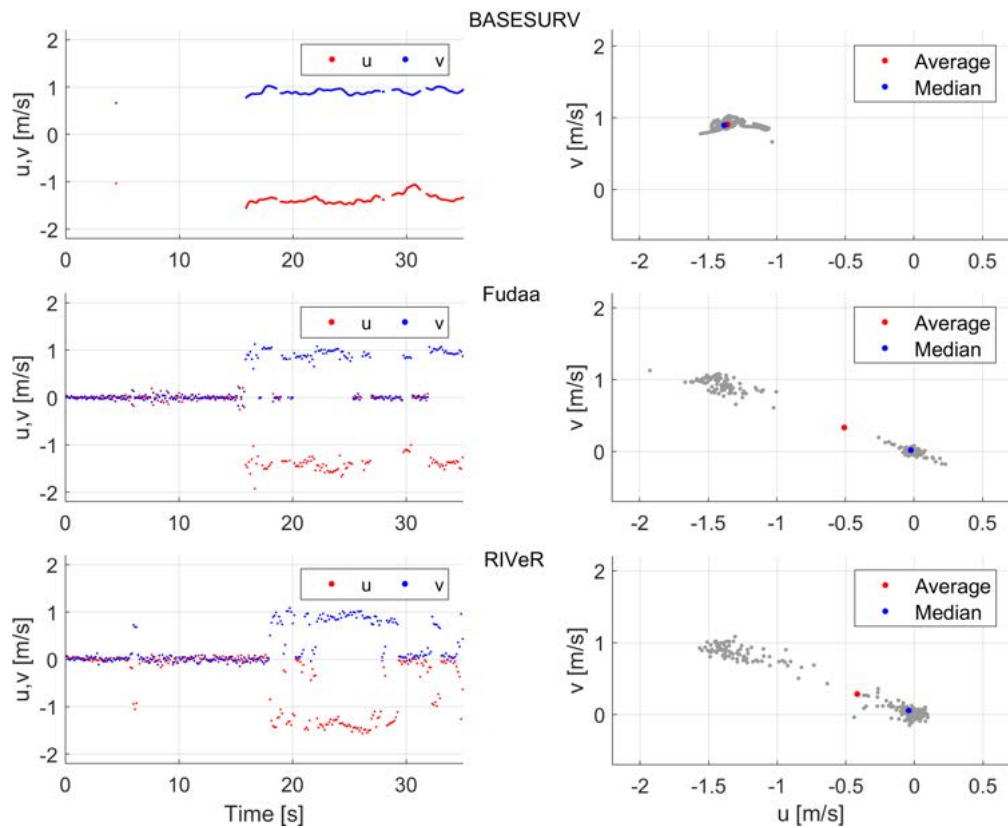 BASESURV
2
1
0
-1
-2
u,v [m/s]
u v
0 10 20 30
2
1
0
v [m/s]
Average
Median
-2 -1.5 -1 -0.5 0 0.5
Fudaa
2
1
0
-1
-2
u,v [m/s]
u v
0 10 20 30
2
1
0
v [m/s]
Average
Median
-2 -1.5 -1 -0.5 0 0.5
RIVeR
2
1
0
-1
-2
u,v [m/s]
u v
0 10 20 30
Time [s]
2
1
0
v [m/s]
Average
Median
-2 -1.5 -1 -0.5 0 0.5
u [m/s]